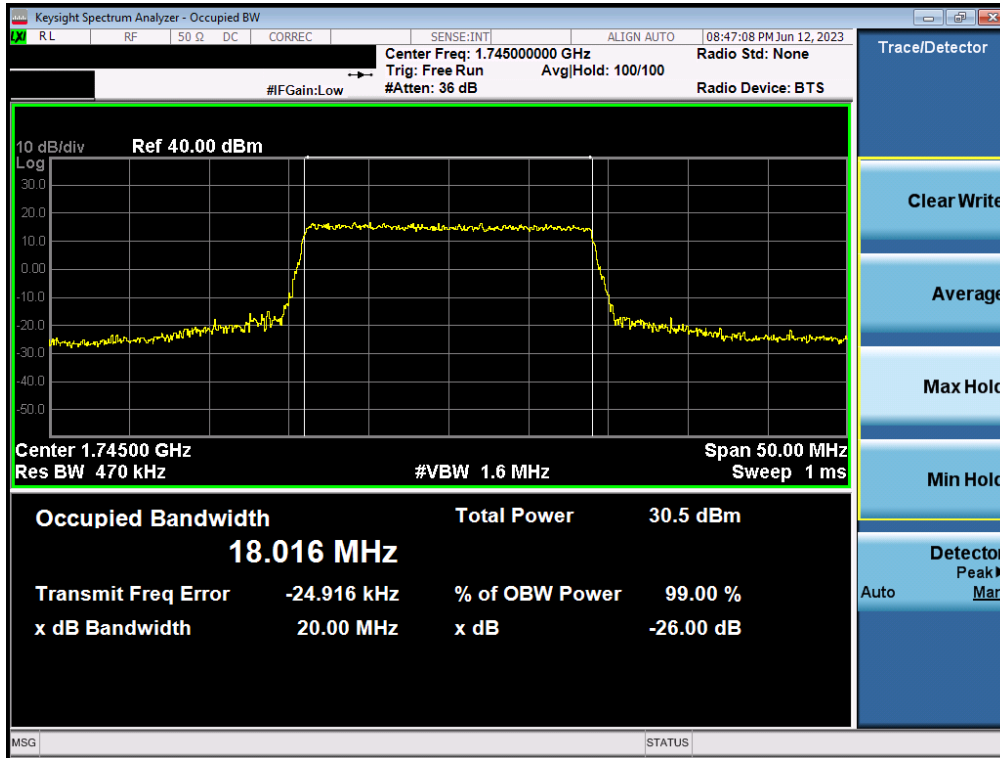 Keysight Spectrum Analyzer - Occupied BW
LXI RL RF 50 Ω DC CORREC SENSE:INT ALIGN AUTO 08:47:08 PM Jun 12, 2023
Center Freq: 1.745000000 GHz Radio Std: None
Trig: Free Run Avg|Hold: 100/100
#IFGain:Low #Atten: 36 dB Radio Device: BTS
Trace/Detector
10 dB/div Ref 40.00 dBm
Log
30.0
20.0
10.0
0.00
-10.0
-20.0
-30.0
-40.0
-50.0
Center 1.74500 GHz Span 50.00 MHz
Res BW 470 kHz #VBW 1.6 MHz Sweep 1 ms
Occupied Bandwidth Total Power 30.5 dBm
18.016 MHz
Transmit Freq Error -24.916 kHz % of OBW Power 99.00 %
x dB Bandwidth 20.00 MHz x dB -26.00 dB
Clear Write
Average
Max Hold
Min Hold
Detector
Peak
Auto Man
MSG STATUS